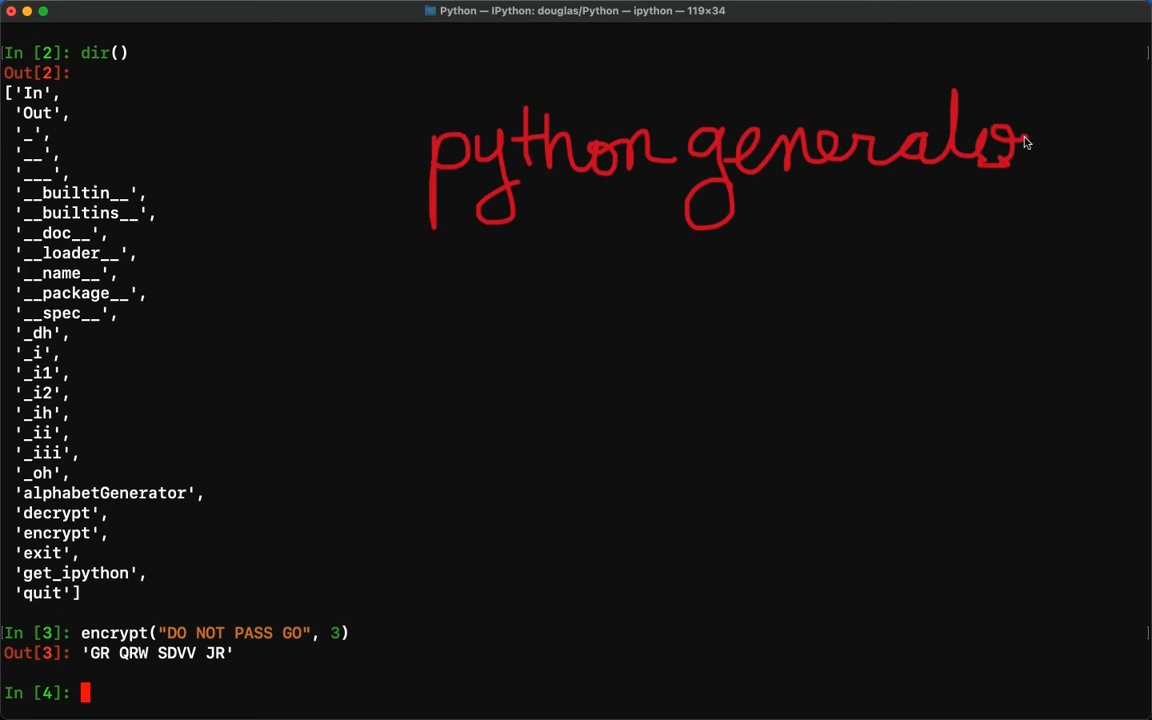 Python — IPython: douglas/Python — ipython — 119×34
In [2]: dir()
Out[2]:
['In',
'Out',
'_',
'__',
'___',
'__builtin__',
'__builtins__',
'__doc__',
'__loader__',
'__name__',
'__package__',
'__spec__',
'_dh',
'_i',
'_i1',
'_i2',
'_ih',
'_ii',
'_iii',
'_oh',
'alphabetGenerator',
'decrypt',
'encrypt',
'exit',
'get_ipython',
'quit']
python generato
In [3]: encrypt("DO NOT PASS GO", 3)
Out[3]: 'GR QRW SDVV JR'
In [4]: